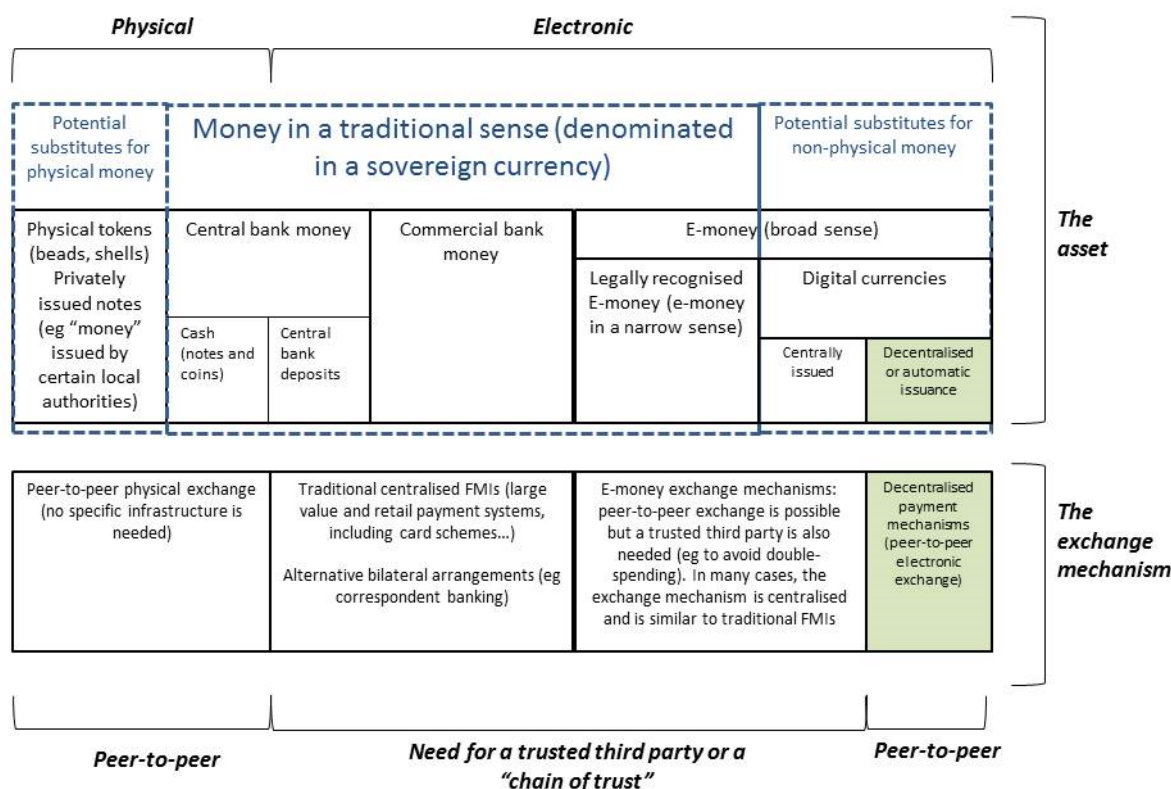 Physical
Electronic
Potential
substitutes for
physical money
Money in a traditional sense (denominated
in a sovereign currency)
Potential substitutes for
non-physical money
Physical tokens
(beads, shells)
Privately
issued notes
(eg “money”
issued by
certain local
authorities)
Central bank money
Cash
(notes and
coins)
Central
bank
deposits
Commercial bank
money
E-money (broad sense)
Legally recognised
E-money (e-money
in a narrow sense)
Digital currencies
Centrally
issued
Decentralised
or automatic
issuance
The
asset
Peer-to-peer physical exchange
(no specific infrastructure is
needed)
Traditional centralised FMIs (large
value and retail payment systems,
including card schemes…)
Alternative bilateral arrangements (eg
correspondent banking)
E-money exchange mechanisms:
peer-to-peer exchange is possible
but a trusted third party is also
needed (eg to avoid double-
spending). In many cases, the
exchange mechanism is centralised
and is similar to traditional FMIs
Decentralised
payment
mechanisms
(peer-to-peer
electronic
exchange)
The
exchange
mechanism
Peer-to-peer
Need for a trusted third party or a
“chain of trust”
Peer-to-peer